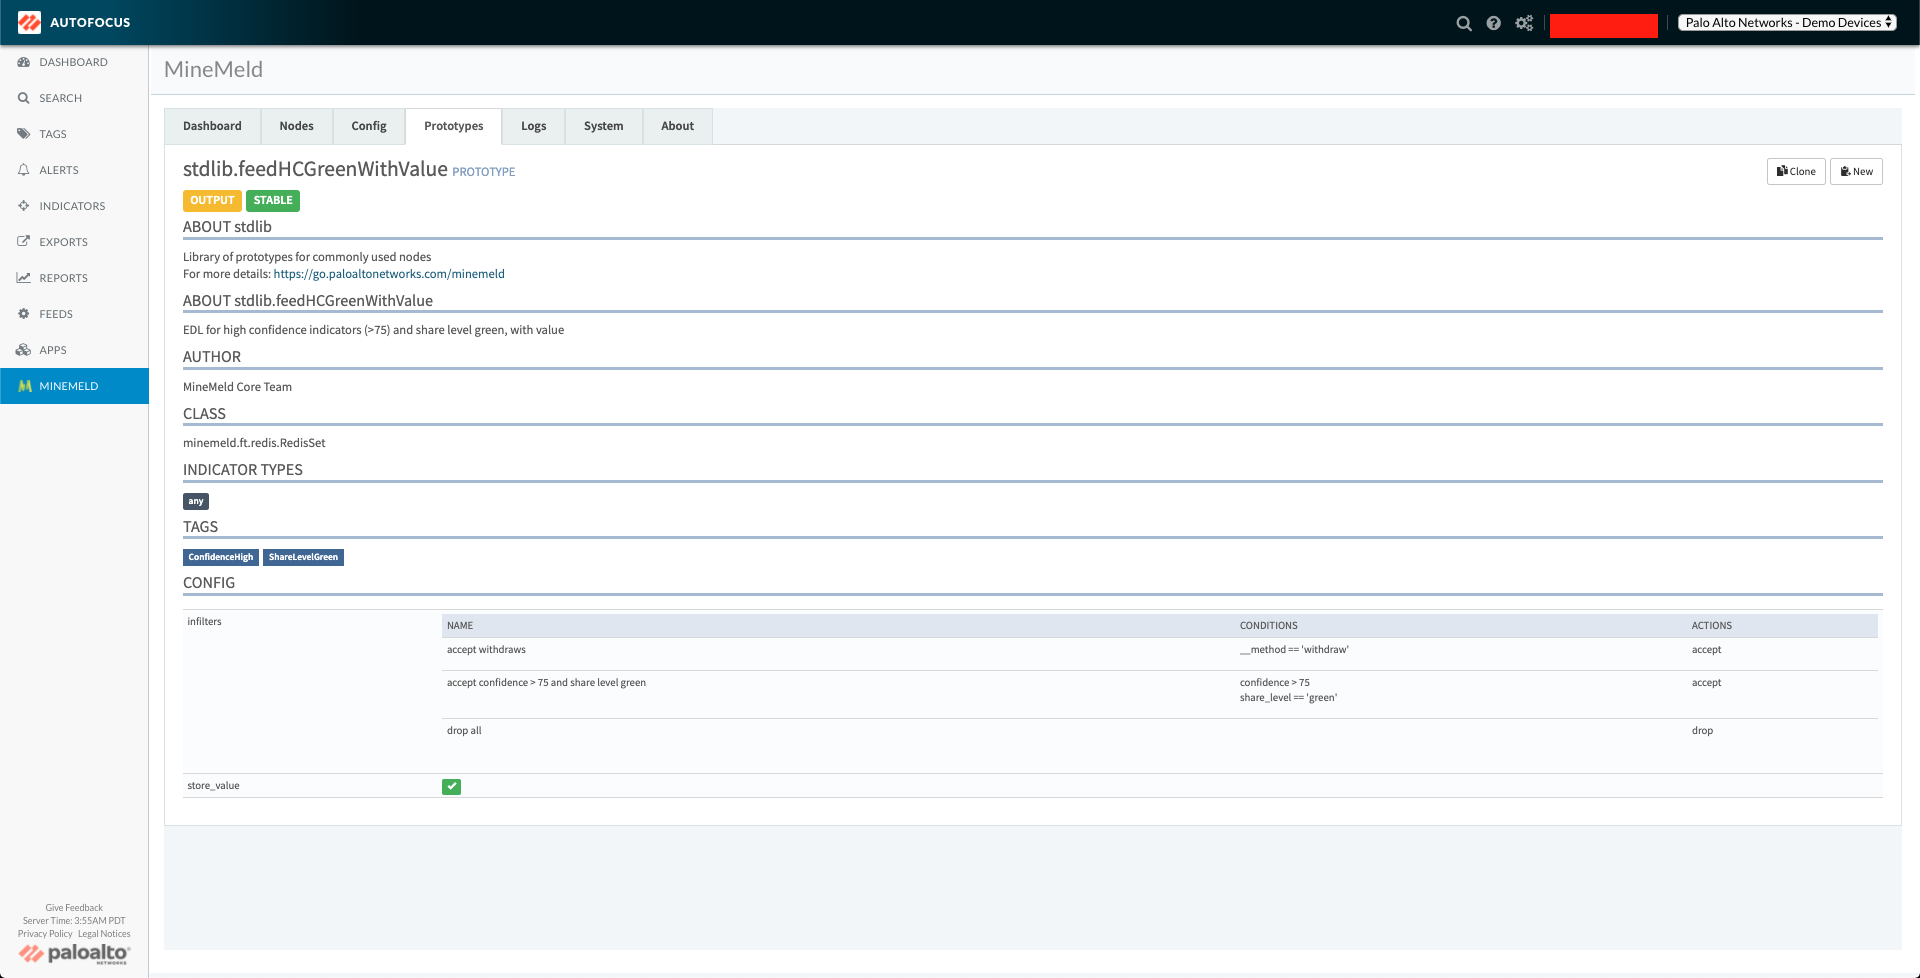 AUTOFOCUS
Palo Alto Networks - Demo Devices
DASHBOARD
SEARCH
TAGS
ALERTS
INDICATORS
EXPORTS
REPORTS
FEEDS
APPS
MINEMELD
Give Feedback
Server Time: 3:55AM PDT
Privacy Policy Legal Notices
paloalto
NETWORKS
MineMeld
Dashboard Nodes Config Prototypes Logs System About
stdlib.feedHCGreenWithValue PROTOTYPE
Clone New
OUTPUT STABLE
ABOUT stdlib
Library of prototypes for commonly used nodes
For more details: https://go.paloaltonetworks.com/minemeld
ABOUT stdlib.feedHCGreenWithValue
EDL for high confidence indicators (>75) and share level green, with value
AUTHOR
MineMeld Core Team
CLASS
minemeld.ft.redis.RedisSet
INDICATOR TYPES
any
TAGS
ConfidenceHigh ShareLevelGreen
CONFIG
infilters
NAME CONDITIONS ACTIONS
accept withdraws __method == 'withdraw' accept
accept confidence > 75 and share level green confidence > 75 accept
share_level == 'green'
drop all drop
store_value